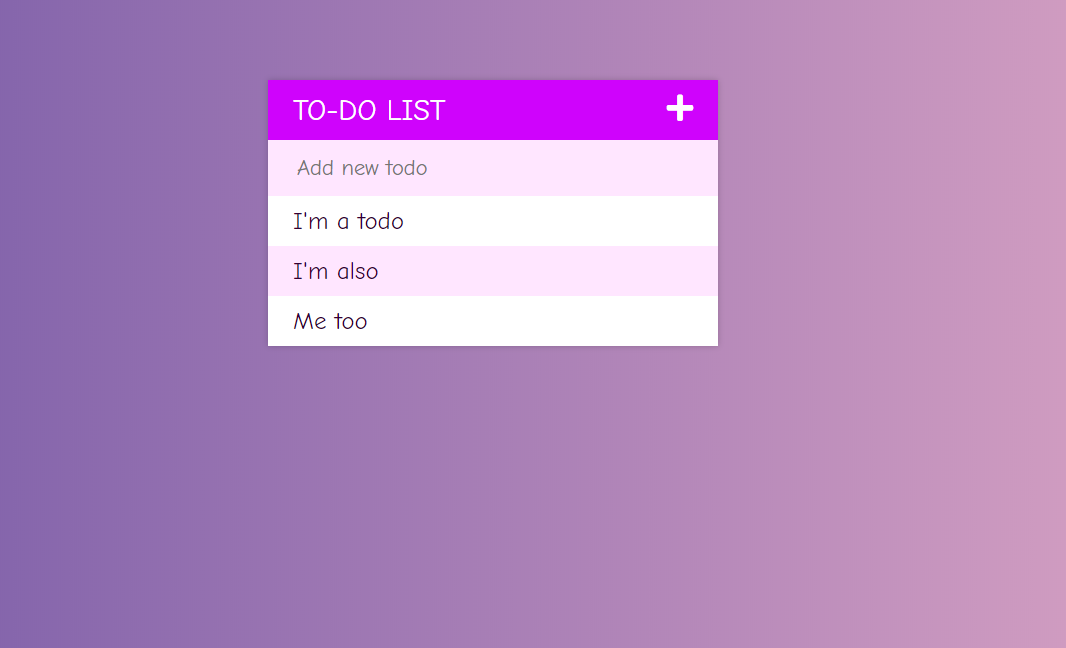 TO-DO LIST
Add new todo
I'm a todo
I'm also
Me too